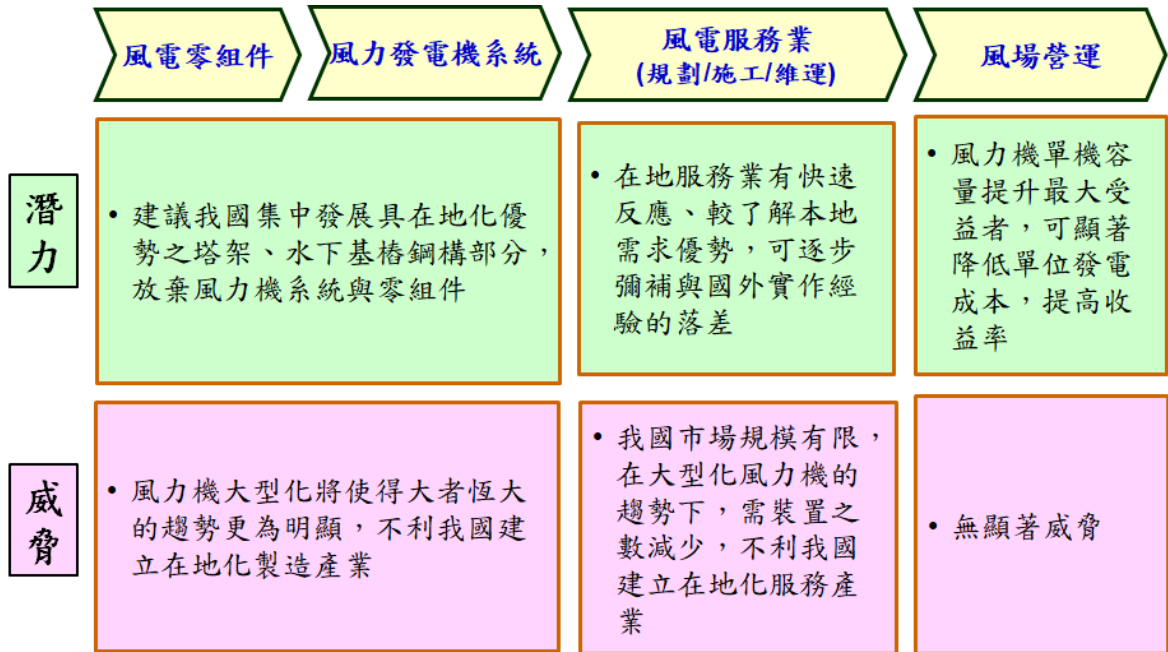 風電零組件
風力發電機系統
風電服務業
(規劃/施工/維運)
風場營運
潛
力
• 建議我國集中發展具在地化優
勢之塔架、水下基樁鋼構部分，
放棄風力機系統與零組件
• 在地服務業有快速
反應、較了解本地
需求優勢，可逐步
彌補與國外實作經
驗的落差
• 風力機單機容
量提升最大受
益者，可顯著
降低單位發電
成本，提高收
益率
威
脅
• 風力機大型化將使得大者恆大
的趨勢更為明顯，不利我國建
立在地化製造產業
• 我國市場規模有限，
在大型化風力機的
趨勢下，需裝置之
數減少，不利我國
建立在地化服務產
業
• 無顯著威脅